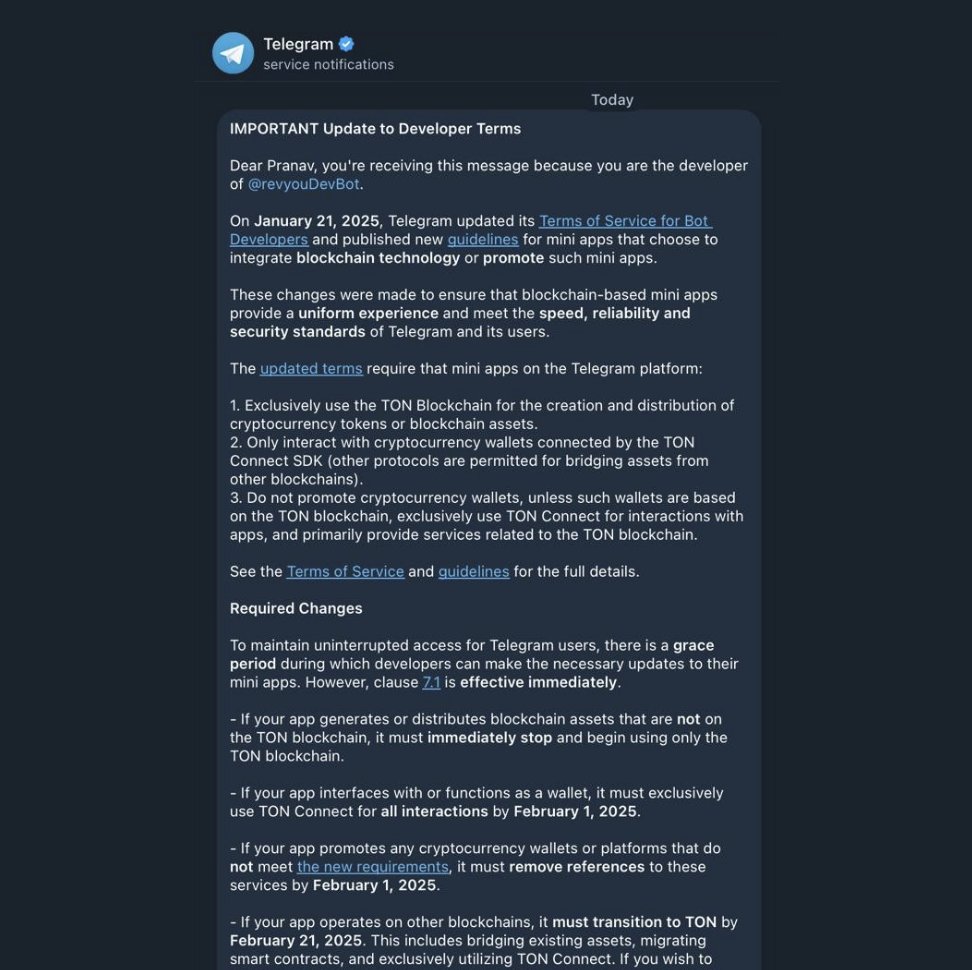 Telegram
service notifications
Today
IMPORTANT Update to Developer Terms
Dear Pranav, you're receiving this message because you are the developer
of @revyouDevBot.
On January 21, 2025, Telegram updated its Terms of Service for Bot
Developers and published new guidelines for mini apps that choose to
integrate blockchain technology or promote such mini apps.
These changes were made to ensure that blockchain-based mini apps
provide a uniform experience and meet the speed, reliability and
security standards of Telegram and its users.
The updated terms require that mini apps on the Telegram platform:
1. Exclusively use the TON Blockchain for the creation and distribution of
cryptocurrency tokens or blockchain assets.
2. Only interact with cryptocurrency wallets connected by the TON
Connect SDK (other protocols are permitted for bridging assets from
other blockchains).
3. Do not promote cryptocurrency wallets, unless such wallets are based
on the TON blockchain, exclusively use TON Connect for interactions with
apps, and primarily provide services related to the TON blockchain.
See the Terms of Service and guidelines for the full details.
Required Changes
To maintain uninterrupted access for Telegram users, there is a grace
period during which developers can make the necessary updates to their
mini apps. However, clause 7.1 is effective immediately.
- If your app generates or distributes blockchain assets that are not on
the TON blockchain, it must immediately stop and begin using only the
TON blockchain.
- If your app interfaces with or functions as a wallet, it must exclusively
use TON Connect for all interactions by February 1, 2025.
- If your app promotes any cryptocurrency wallets or platforms that do
not meet the new requirements, it must remove references to these
services by February 1, 2025.
- If your app operates on other blockchains, it must transition to TON by
February 21, 2025. This includes bridging existing assets, migrating
smart contracts, and exclusively utilizing TON Connect. If you wish to